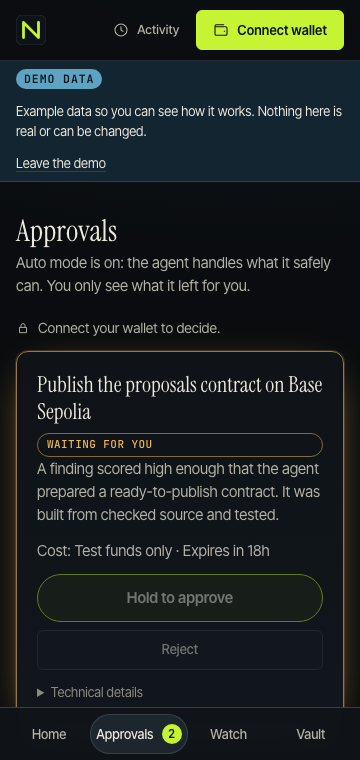 N
Activity
Connect wallet
DEMO DATA
Example data so you can see how it works. Nothing here is
real or can be changed.
Leave the demo
Approvals
Auto mode is on: the agent handles what it safely
can. You only see what it left for you.
Connect your wallet to decide.
Publish the proposals contract on Base
Sepolia
WAITING FOR YOU
A finding scored high enough that the agent
prepared a ready-to-publish contract. It was
built from checked source and tested.
Cost: Test funds only · Expires in 18h
Hold to approve
Reject
Technical details
Home
Approvals 2
Watch
Vault